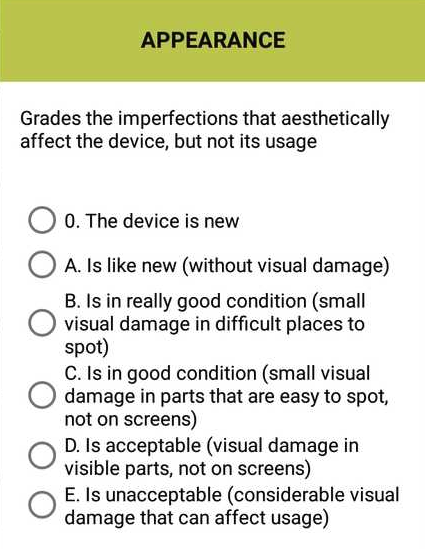 APPEARANCE
Grades the imperfections that aesthetically
affect the device, but not its usage
0. The device is new
A. Is like new (without visual damage)
B. Is in really good condition (small
visual damage in difficult places to
spot)
C. Is in good condition (small visual
damage in parts that are easy to spot,
not on screens)
D. Is acceptable (visual damage in
visible parts, not on screens)
E. Is unacceptable (considerable visual
damage that can affect usage)